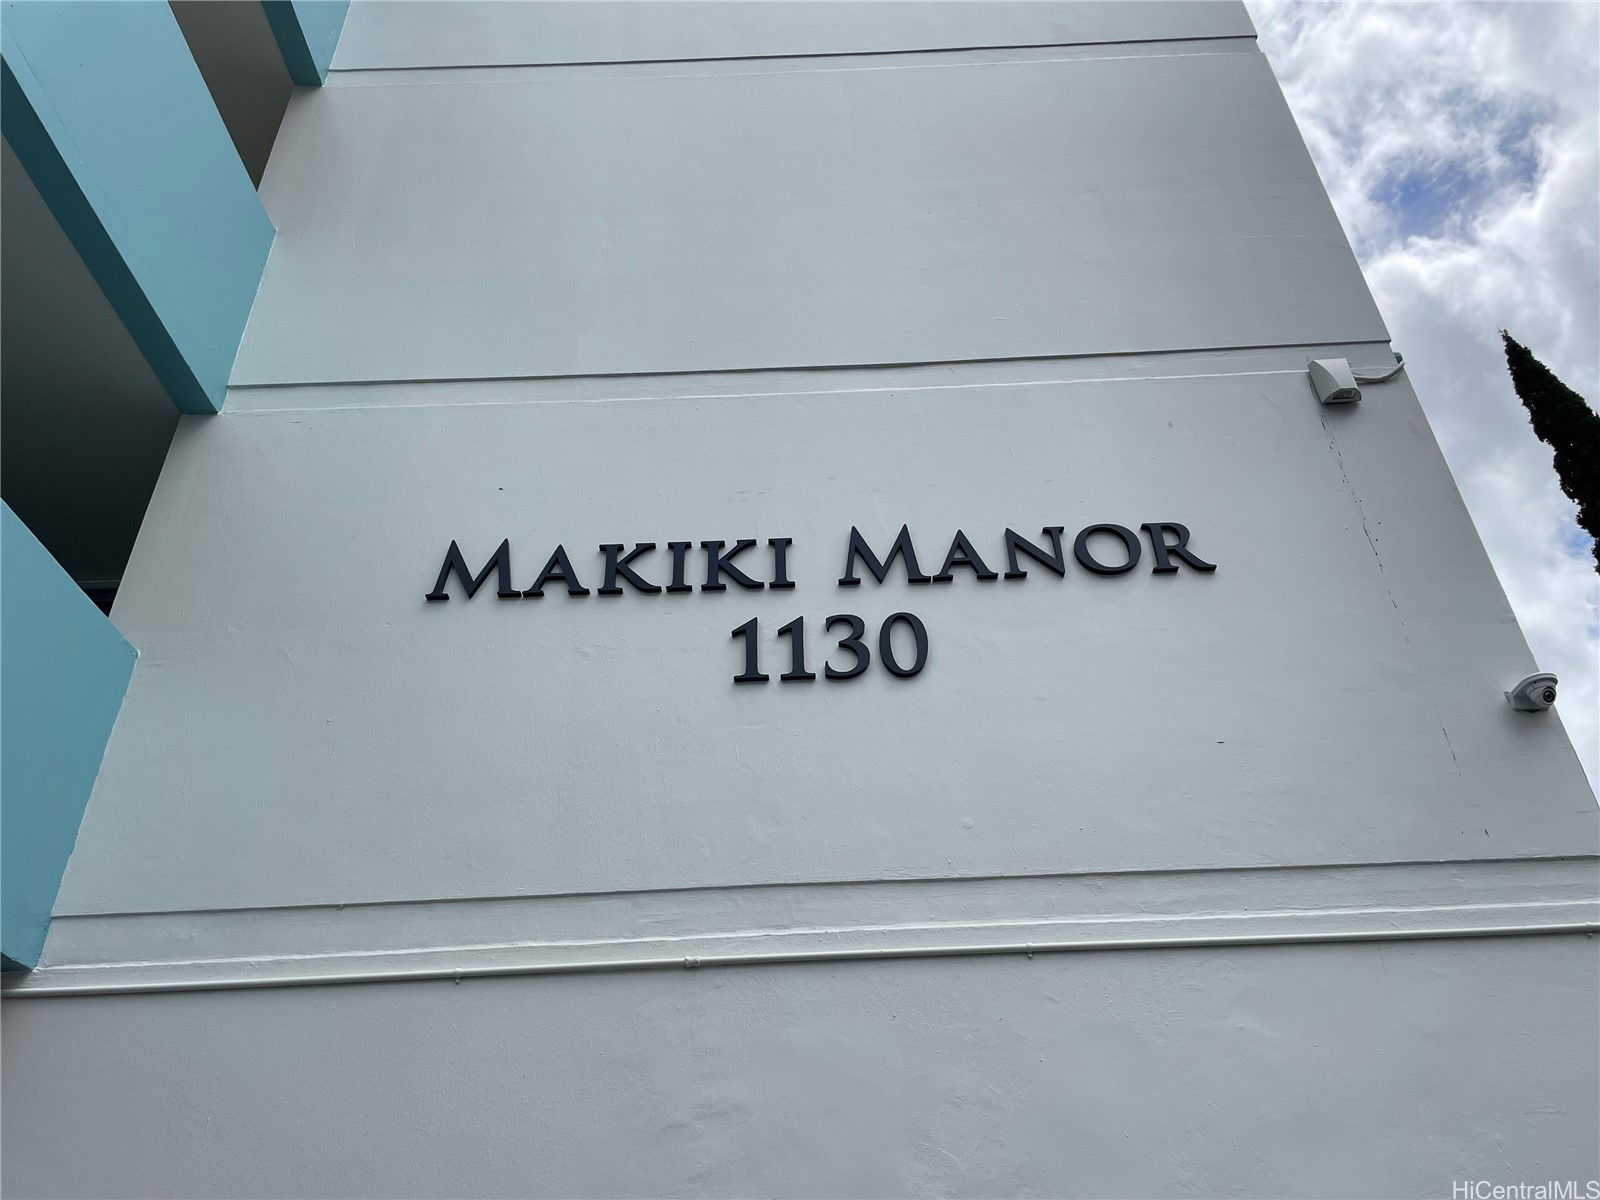 MAKIKI MANOR
1130
HiCentralMLS